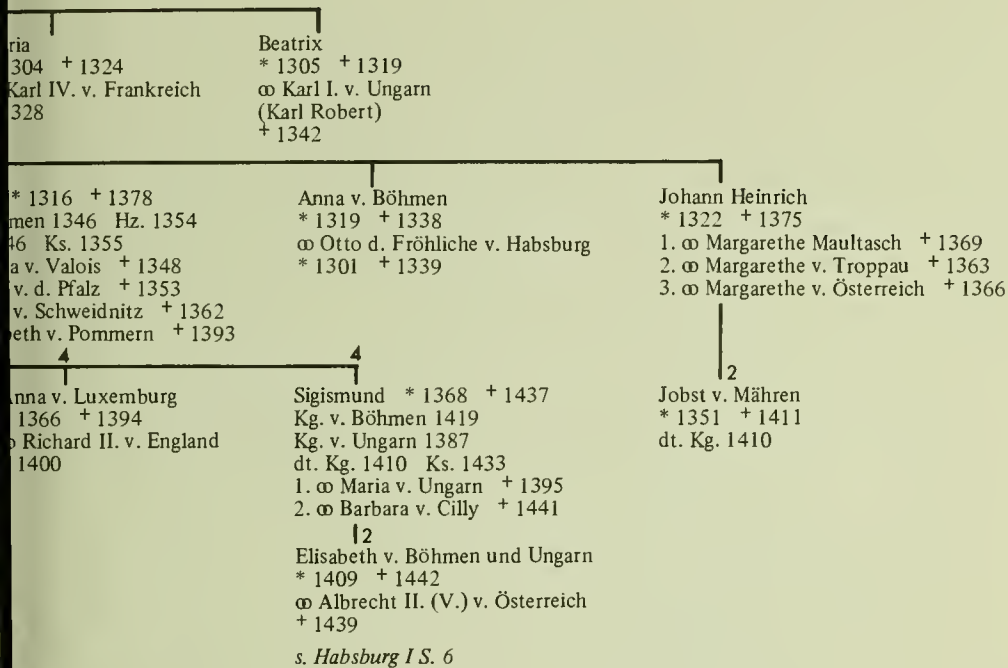 ria
304 + 1324
Karl IV. v. Frankreich
328
Beatrix
* 1305 + 1319
⚭ Karl I. v. Ungarn
(Karl Robert)
+ 1342
* 1316 + 1378
men 1346 Hz. 1354
46 Ks. 1355
a v. Valois + 1348
v. d. Pfalz + 1353
v. Schweidnitz + 1362
beth v. Pommern + 1393
Anna v. Böhmen
* 1319 + 1338
⚭ Otto d. Fröhliche v. Habsburg
* 1301 + 1339
Johann Heinrich
* 1322 + 1375
1. ⚭ Margarethe Maultasch + 1369
2. ⚭ Margarethe v. Troppau + 1363
3. ⚭ Margarethe v. Österreich + 1366
4
nna v. Luxemburg
1366 + 1394
Richard II. v. England
1400
4
Sigismund * 1368 + 1437
Kg. v. Böhmen 1419
Kg. v. Ungarn 1387
dt. Kg. 1410 Ks. 1433
1. ⚭ Maria v. Ungarn + 1395
2. ⚭ Barbara v. Cilly + 1441
2
Elisabeth v. Böhmen und Ungarn
* 1409 + 1442
⚭ Albrecht II. (V.) v. Österreich
+ 1439
s. Habsburg I S. 6
2
Jobst v. Mähren
* 1351 + 1411
dt. Kg. 1410